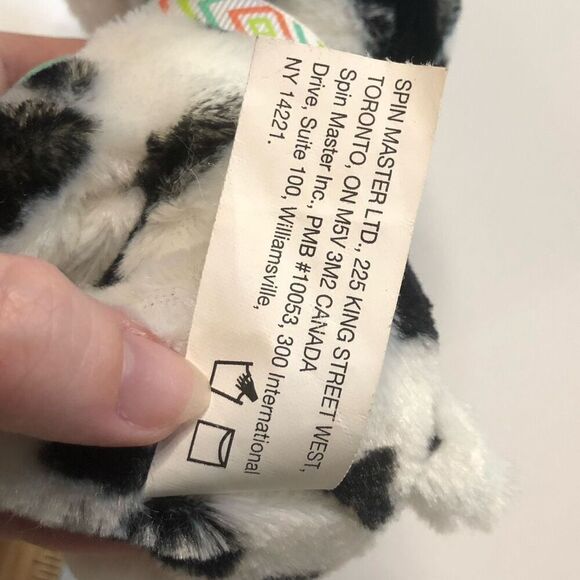 SPIN MASTER LTD., 225 KING STREET WEST,
TORONTO, ON M5V 3M2 CANADA
Spin Master Inc., PMB #10053, 300 International
Drive, Suite 100, Williamsville,
NY 14221.